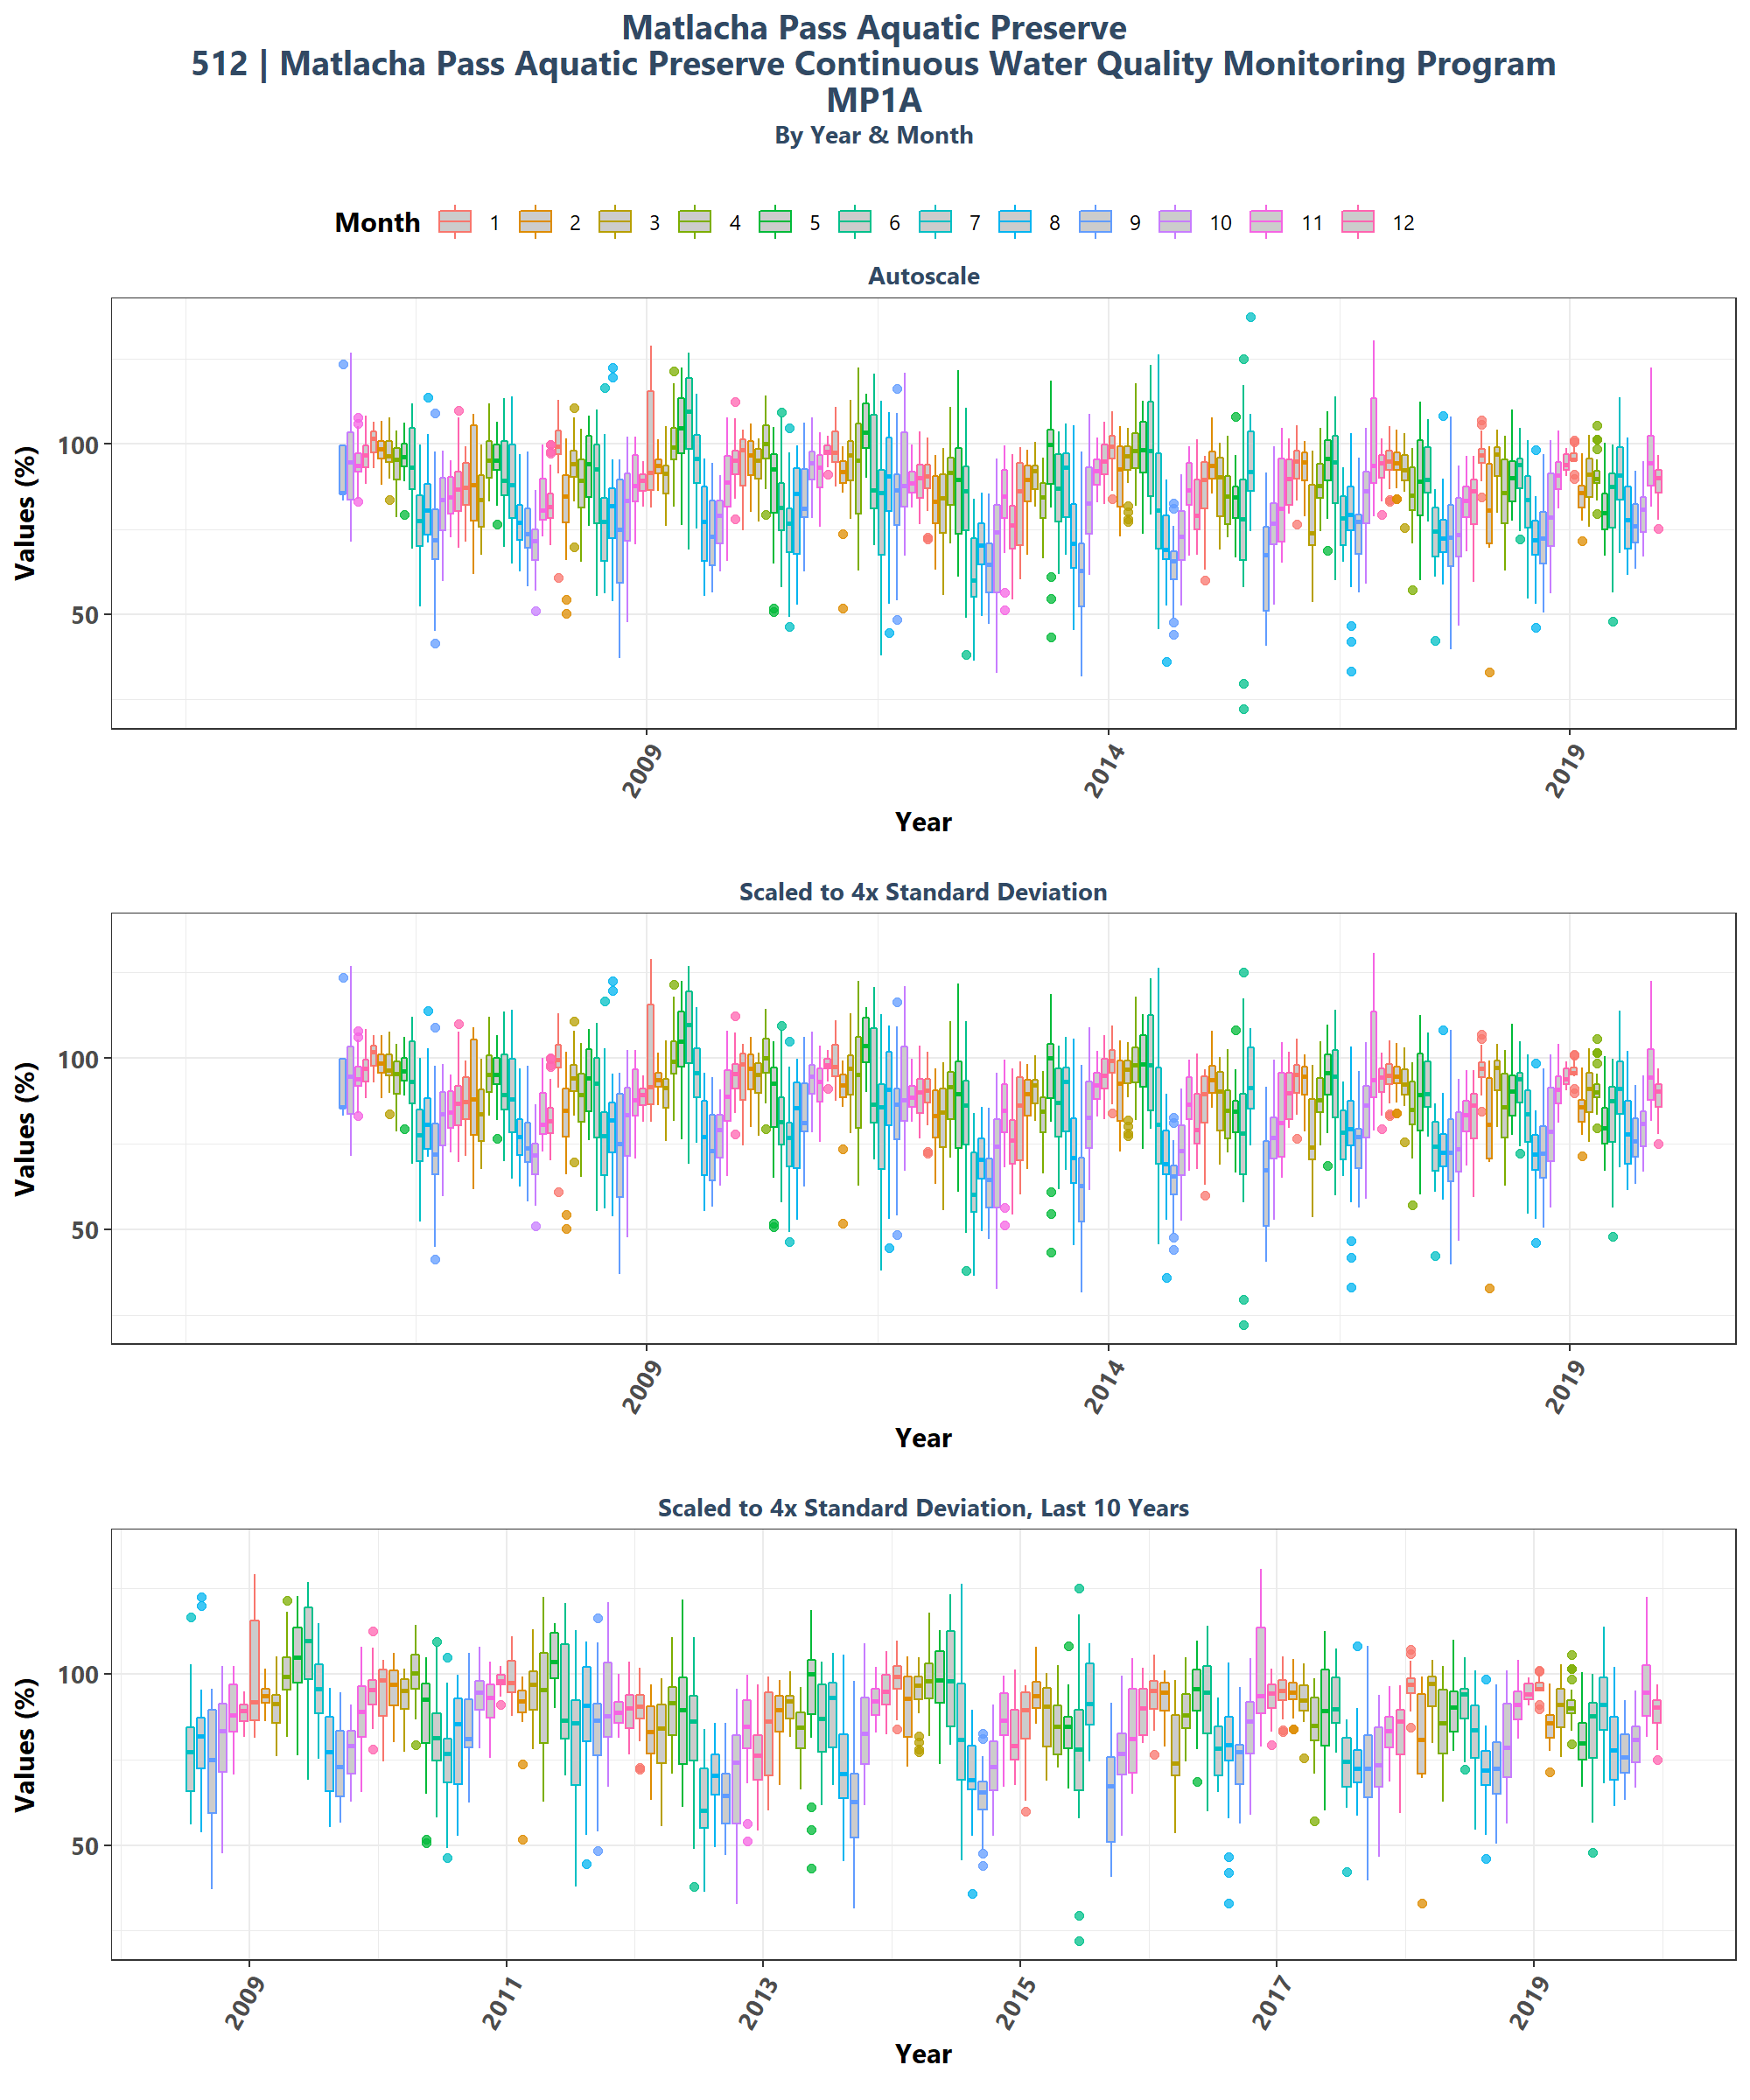 Matlacha Pass Aquatic Preserve
512 | Matlacha Pass Aquatic Preserve Continuous Water Quality Monitoring Program
MP1A
By Year & Month
Month 1 2 3 4 5 6 7 8 9 10 11 12
Autoscale
Values (%)
100
50
2009 2014 2019
Year
Scaled to 4x Standard Deviation
Values (%)
100
50
2009 2014 2019
Year
Scaled to 4x Standard Deviation, Last 10 Years
Values (%)
100
50
2009 2011 2013 2015 2017 2019
Year